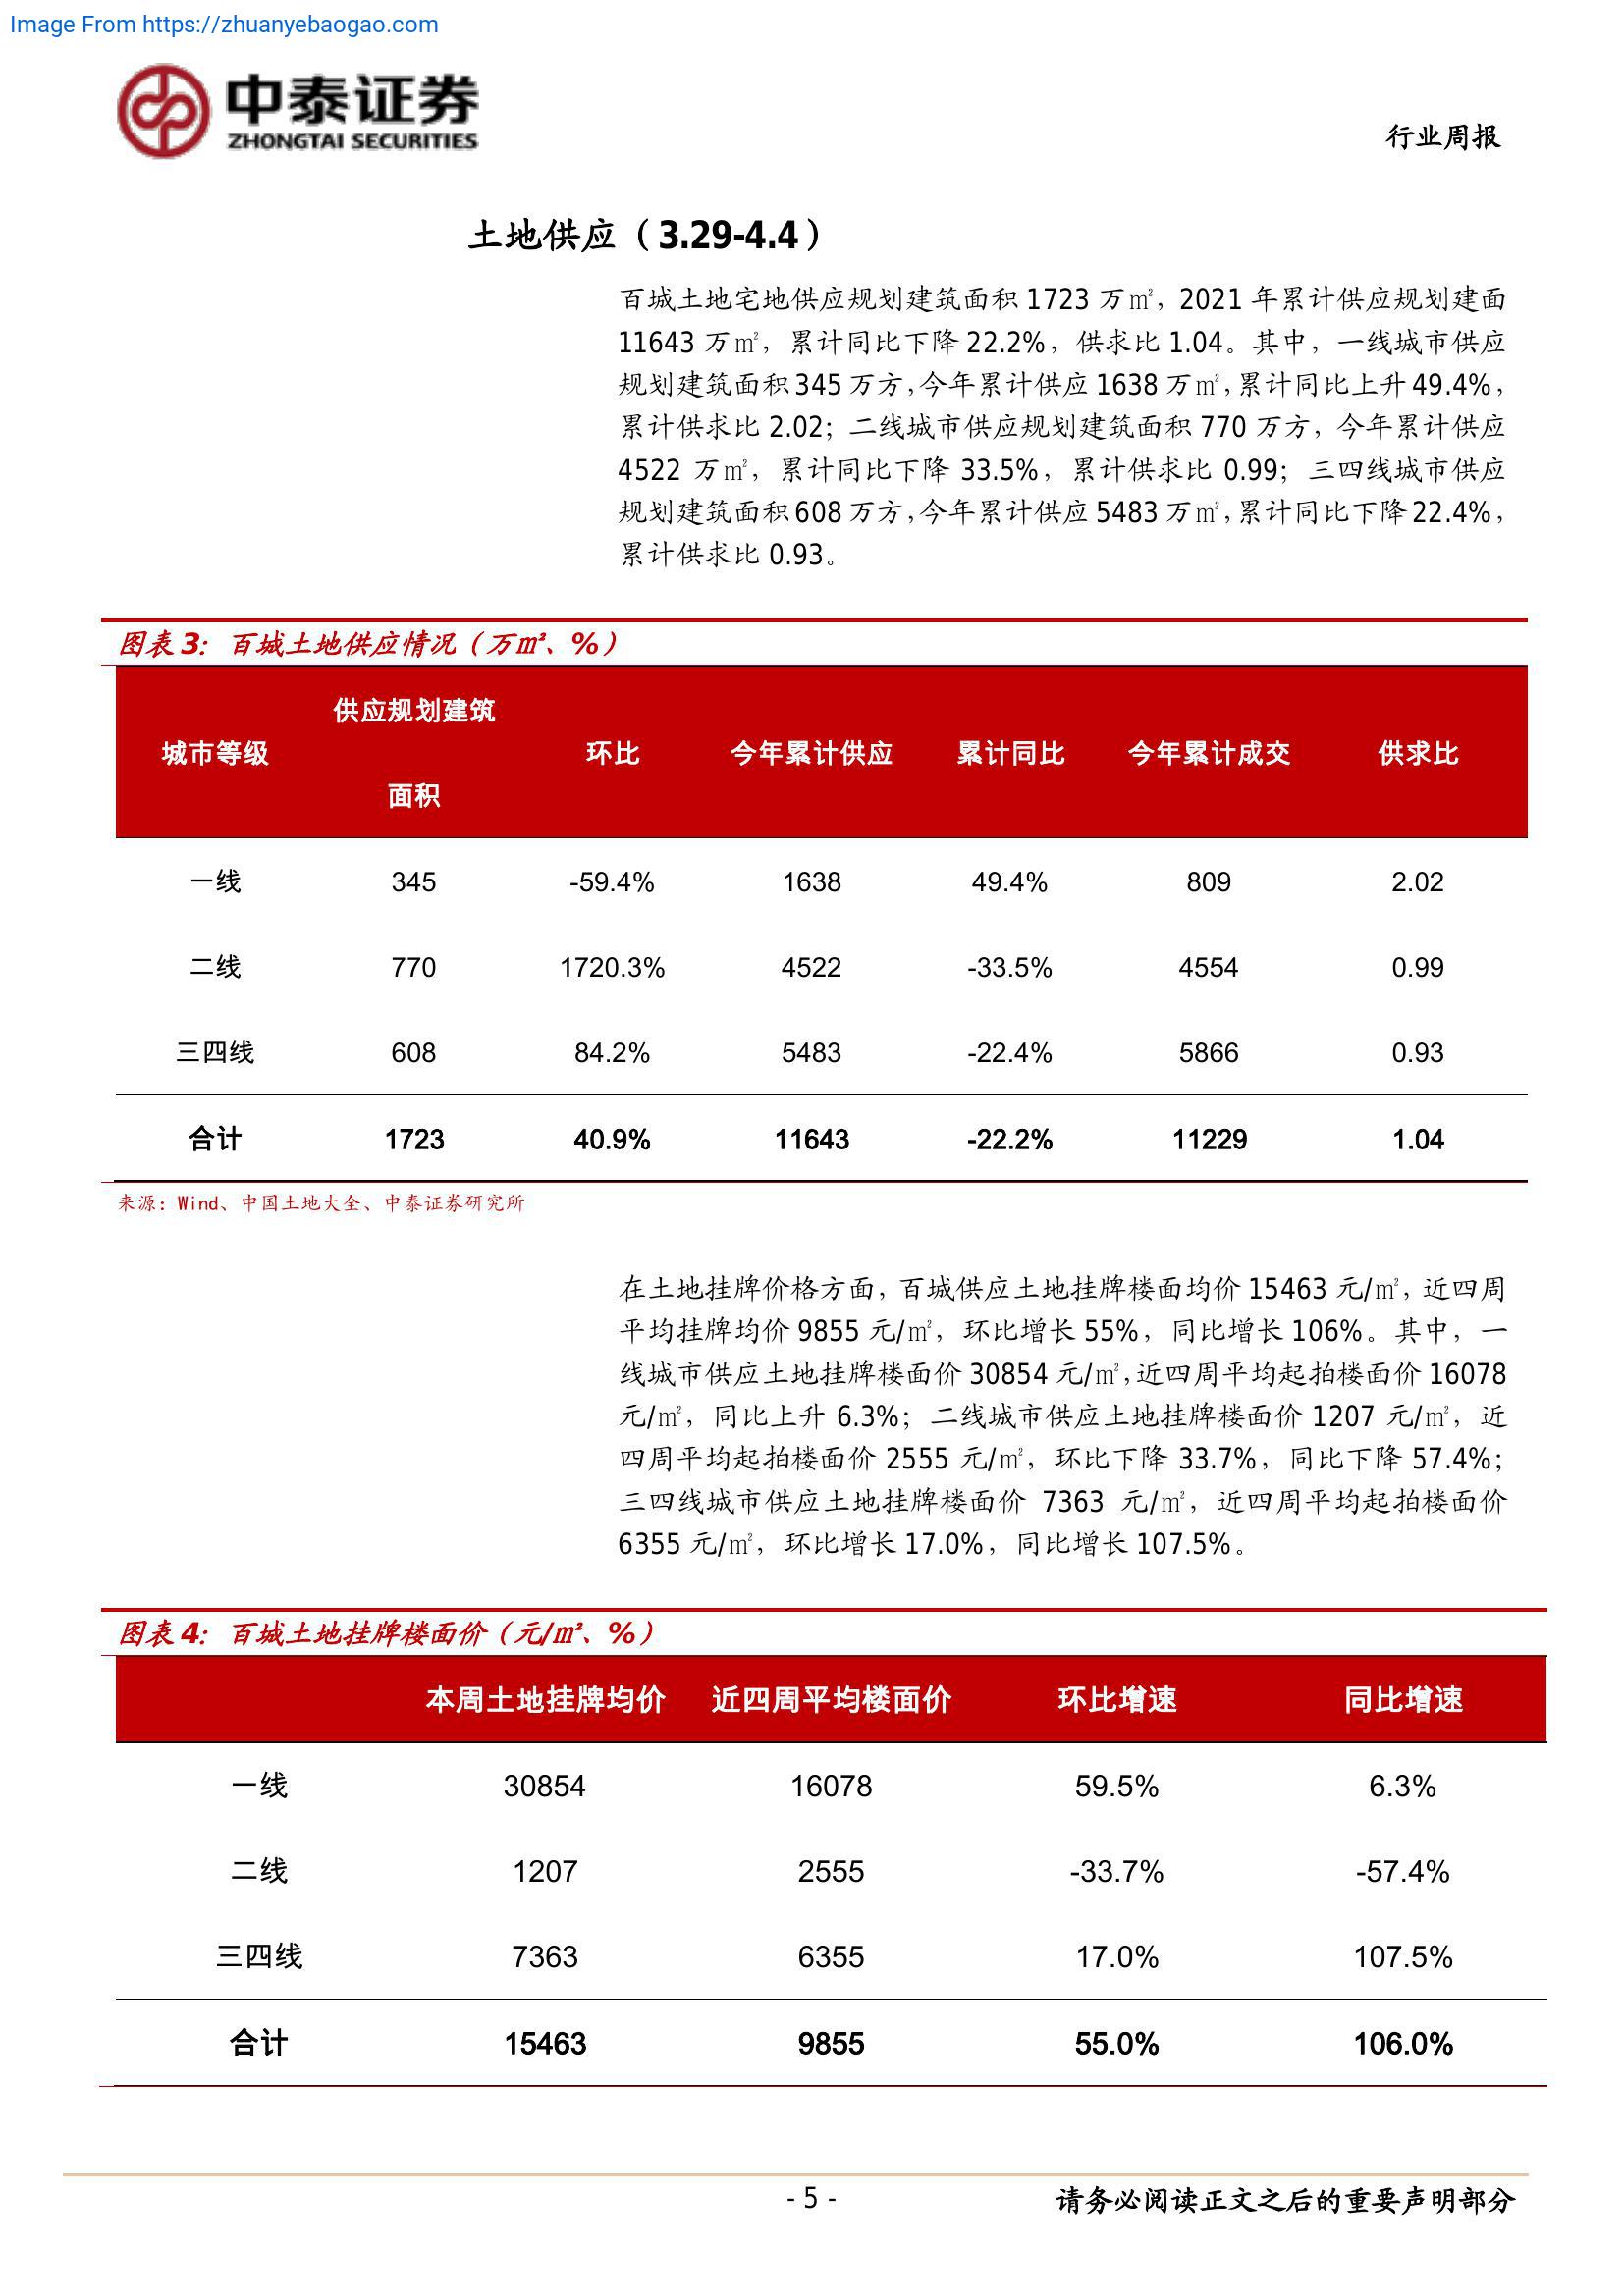 Image From https://zhuanyebaogao.com
中泰证券
ZHONGTAI SECURITIES
行业周报
土地供应（3.29-4.4）
百城土地宅地供应规划建筑面积 1723 万㎡，2021 年累计供应规划建面
11643 万㎡，累计同比下降 22.2%，供求比 1.04。其中，一线城市供应
规划建筑面积 345 万方，今年累计供应 1638 万㎡，累计同比上升 49.4%，
累计供求比 2.02；二线城市供应规划建筑面积 770 万方，今年累计供应
4522 万㎡，累计同比下降 33.5%，累计供求比 0.99；三四线城市供应
规划建筑面积 608 万方，今年累计供应 5483 万㎡，累计同比下降 22.4%，
累计供求比 0.93。
图表 3：百城土地供应情况（万㎡、%）
城市等级 供应规划建筑面积 环比 今年累计供应 累计同比 今年累计成交 供求比
一线 345 -59.4% 1638 49.4% 809 2.02
二线 770 1720.3% 4522 -33.5% 4554 0.99
三四线 608 84.2% 5483 -22.4% 5866 0.93
合计 1723 40.9% 11643 -22.2% 11229 1.04
来源：Wind、中国土地大全、中泰证券研究所
在土地挂牌价格方面，百城供应土地挂牌楼面均价 15463 元/㎡，近四周
平均挂牌均价 9855 元/㎡，环比增长 55%，同比增长 106%。其中，一
线城市供应土地挂牌楼面价 30854 元/㎡，近四周平均起拍楼面价 16078
元/㎡，同比上升 6.3%；二线城市供应土地挂牌楼面价 1207 元/㎡，近
四周平均起拍楼面价 2555 元/㎡，环比下降 33.7%，同比下降 57.4%；
三四线城市供应土地挂牌楼面价 7363 元/㎡，近四周平均起拍楼面价
6355 元/㎡，环比增长 17.0%，同比增长 107.5%。
图表 4：百城土地挂牌楼面价（元/㎡、%）
本周土地挂牌均价 近四周平均楼面价 环比增速 同比增速
一线 30854 16078 59.5% 6.3%
二线 1207 2555 -33.7% -57.4%
三四线 7363 6355 17.0% 107.5%
合计 15463 9855 55.0% 106.0%
- 5 -
请务必阅读正文之后的重要声明部分